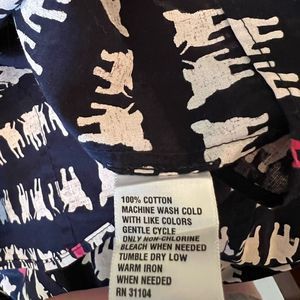 100% COTTON
MACHINE WASH COLD
WITH LIKE COLORS
GENTLE CYCLE
ONLY NON-CHLORINE
BLEACH WHEN NEEDED
TUMBLE DRY LOW
WARM IRON
WHEN NEEDED
RN 31104